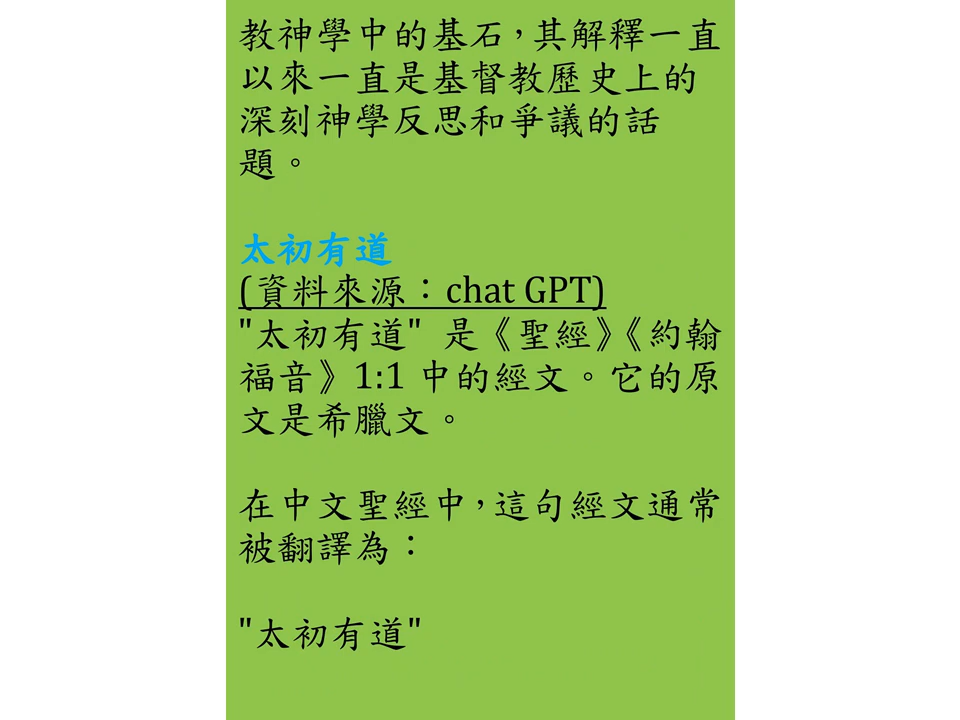 教神學中的基石，其解釋一直
以來一直是基督教歷史上的
深刻神學反思和爭議的話
題。
太初有道
(資料來源：chat GPT)
"太初有道" 是《聖經》《約翰
福音》1:1 中的經文。它的原
文是希臘文。
在中文聖經中，這句經文通常
被翻譯為：
"太初有道"